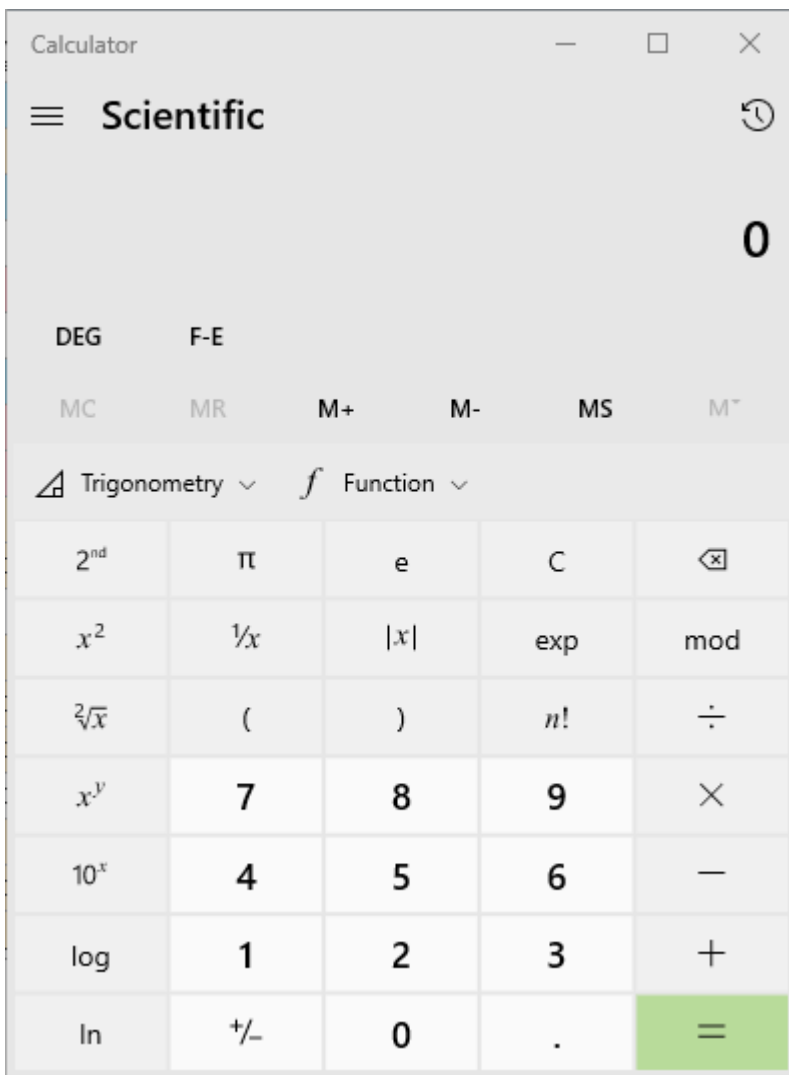 Calculator
Scientific
0
DEG F-E
MC MR M+ M- MS M
Trigonometry f Function
2nd π e C
x² ¹/x |x| exp mod
²√x ( ) n! ÷
xʸ 7 8 9 ×
10ˣ 4 5 6 −
log 1 2 3 +
ln +/− 0 . =